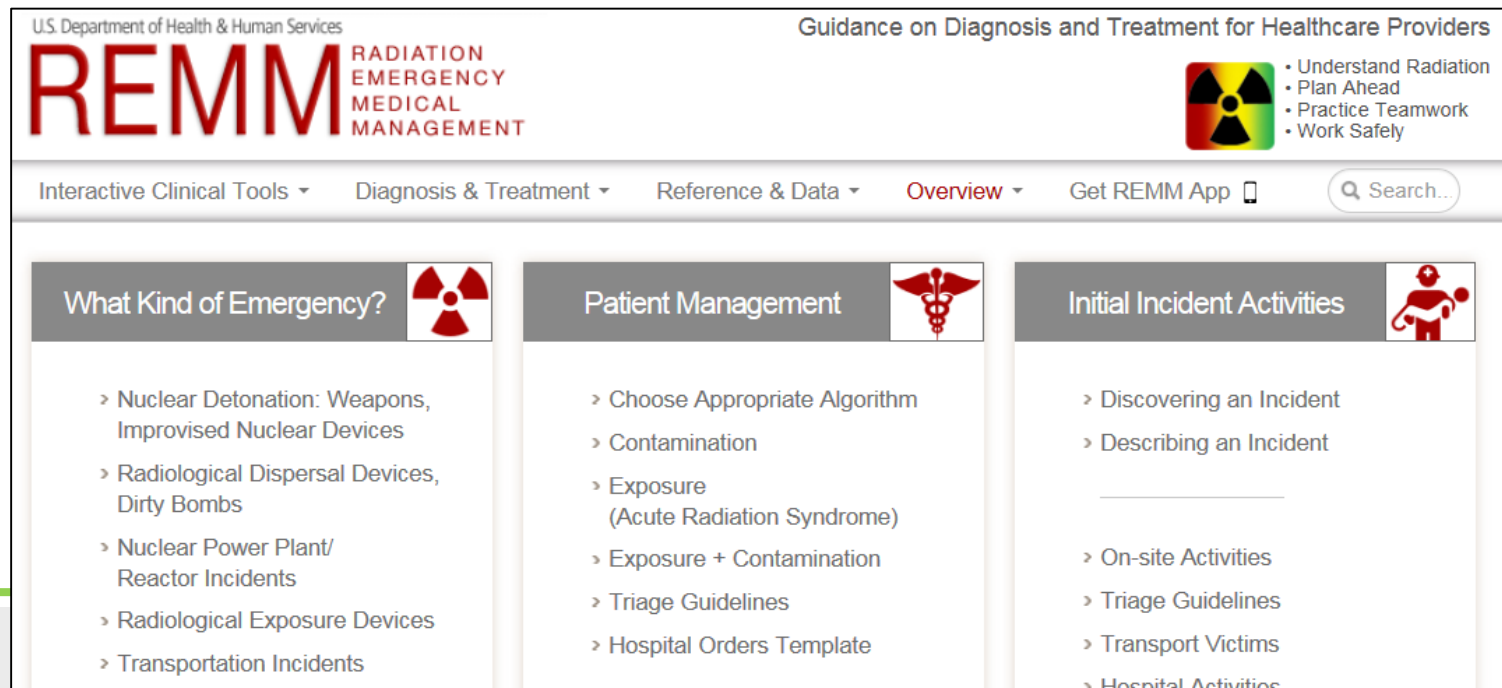 U.S. Department of Health & Human Services
REMM
RADIATION
EMERGENCY
MEDICAL
MANAGEMENT
Guidance on Diagnosis and Treatment for Healthcare Providers
• Understand Radiation
• Plan Ahead
• Practice Teamwork
• Work Safely
Interactive Clinical Tools Diagnosis & Treatment Reference & Data Overview Get REMM App Search...
What Kind of Emergency?
› Nuclear Detonation: Weapons,
Improvised Nuclear Devices
› Radiological Dispersal Devices,
Dirty Bombs
› Nuclear Power Plant/
Reactor Incidents
› Radiological Exposure Devices
› Transportation Incidents
Patient Management
› Choose Appropriate Algorithm
› Contamination
› Exposure
(Acute Radiation Syndrome)
› Exposure + Contamination
› Triage Guidelines
› Hospital Orders Template
Initial Incident Activities
› Discovering an Incident
› Describing an Incident
› On-site Activities
› Triage Guidelines
› Transport Victims
› Hospital Activities